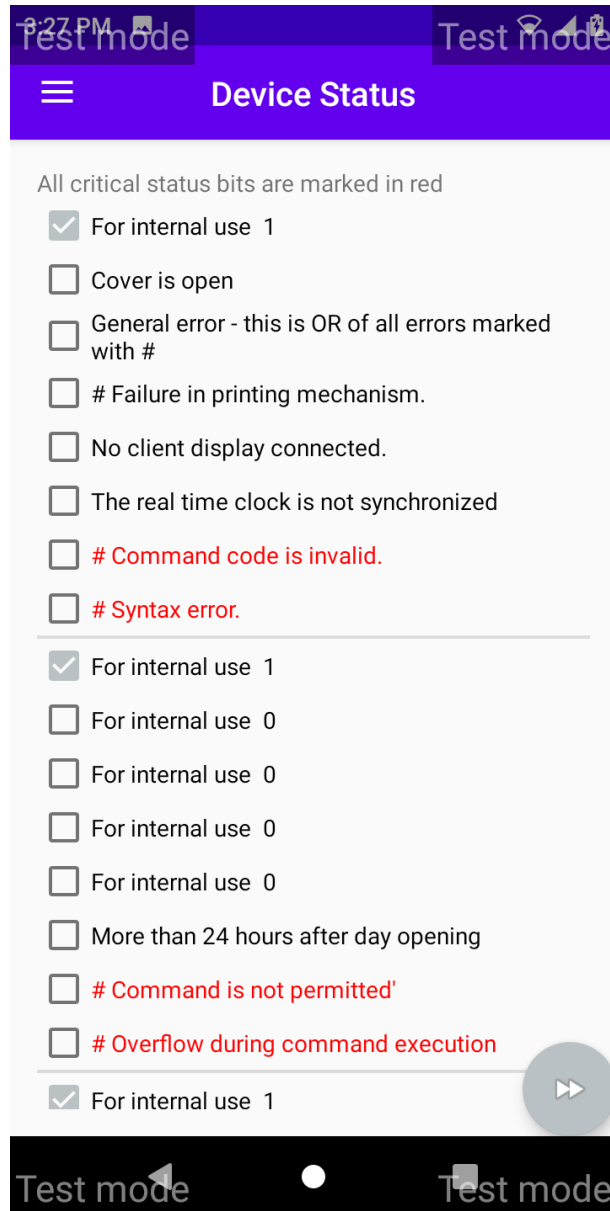 3:27 PM
Test mode
Test mode
Device Status
All critical status bits are marked in red
For internal use 1
Cover is open
General error - this is OR of all errors marked
with #
# Failure in printing mechanism.
No client display connected.
The real time clock is not synchronized
# Command code is invalid.
# Syntax error.
For internal use 1
For internal use 0
For internal use 0
For internal use 0
For internal use 0
More than 24 hours after day opening
# Command is not permitted'
# Overflow during command execution
For internal use 1
Test mode
Test mode